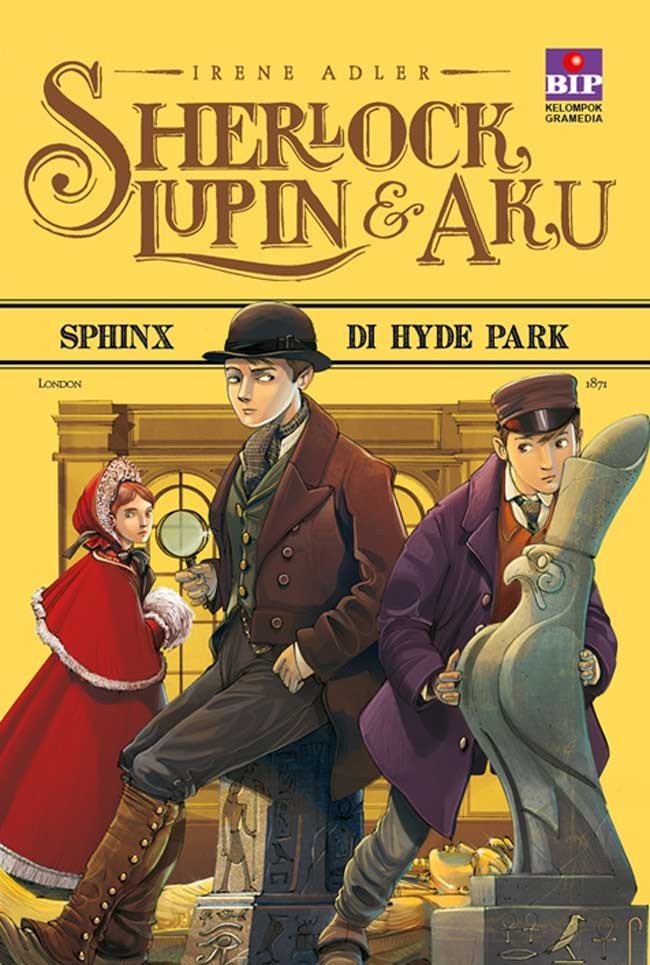 IRENE ADLER
BIP
KELOMPOK
GRAMEDIA
SHERLOCK,
LUPIN & AKU
SPHINX DI HYDE PARK
LONDON 1871